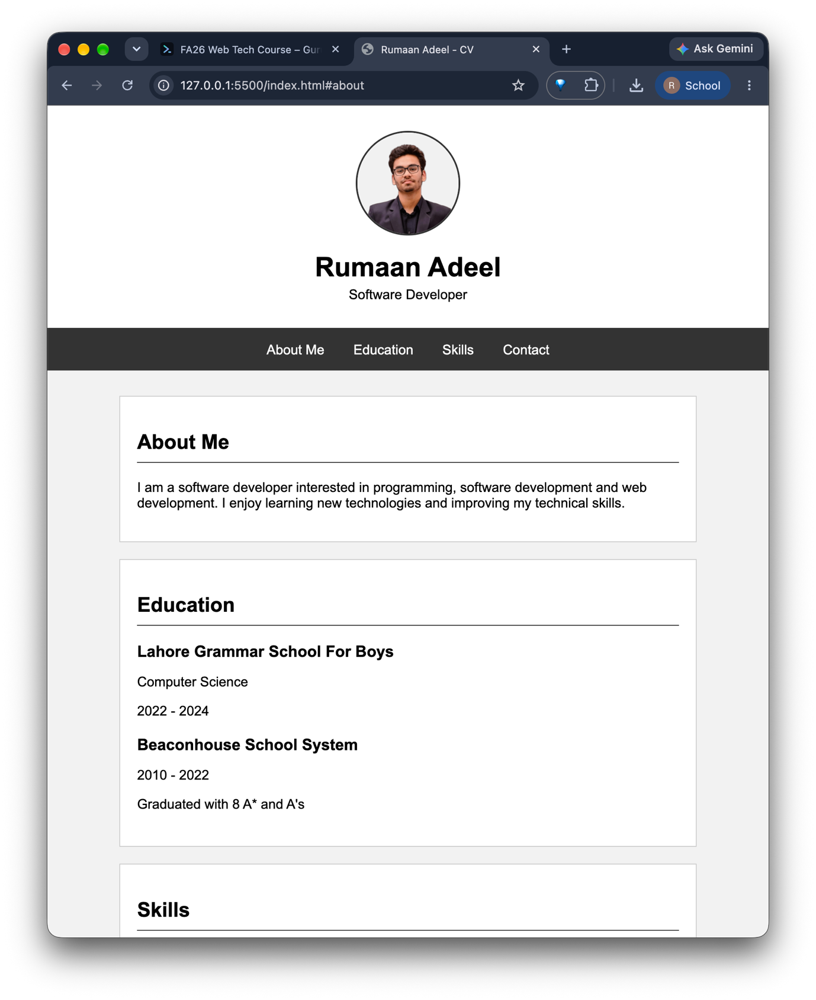 FA26 Web Tech Course – Gur
Rumaan Adeel - CV
Ask Gemini
127.0.0.1:5500/index.html#about
R
School
Rumaan Adeel
Software Developer
About Me
Education
Skills
Contact
About Me
I am a software developer interested in programming, software development and web
development. I enjoy learning new technologies and improving my technical skills.
Education
Lahore Grammar School For Boys
Computer Science
2022 - 2024
Beaconhouse School System
2010 - 2022
Graduated with 8 A* and A's
Skills